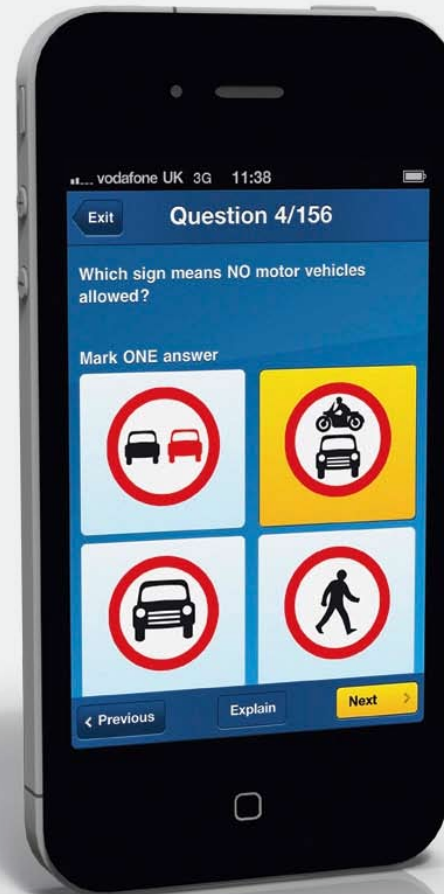 vodafone UK 3G 11:38
Exit
Question 4/156
Which sign means NO motor vehicles
allowed?
Mark ONE answer
Previous
Explain
Next